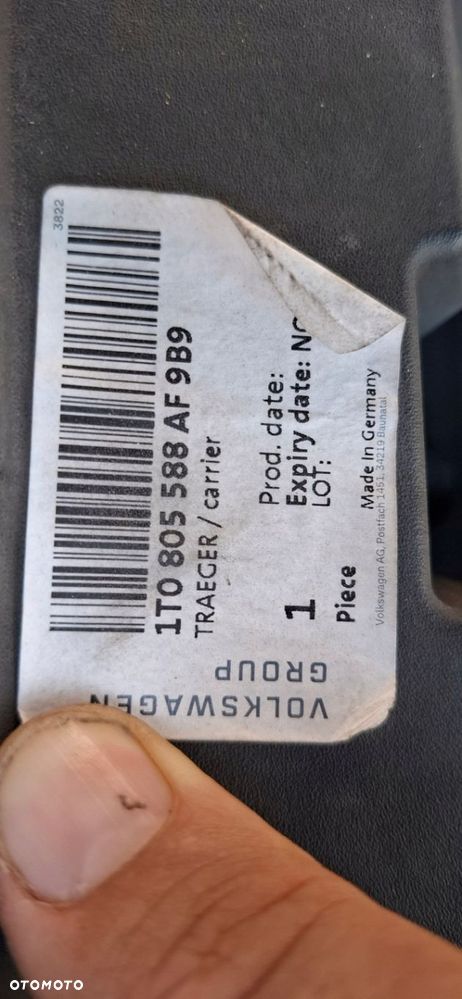 3822
1T0 805 588 AF 9B9
TRAEGER / carrier
Prod. date:
Expiry date:
LOT:
1
Piece
Made In Germany
Volkswagen AG, Postfach 1451, 34219 Baunatal
VOLKSWAGEN
GROUP
OTOMOTO